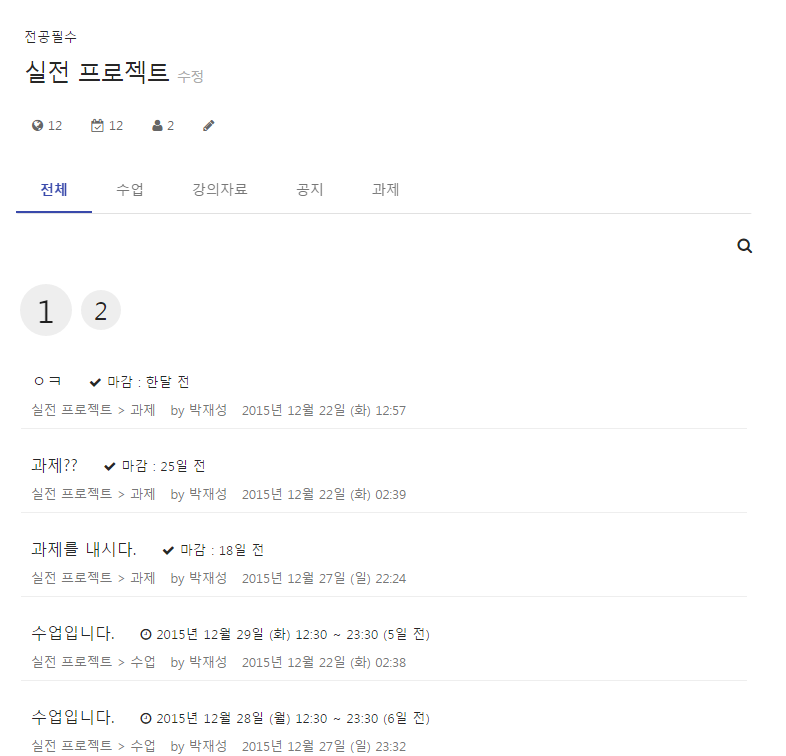 전공필수
실전 프로젝트 수정
12 12 2
전체 수업 강의자료 공지 과제
1 2
ㅇㅋ 마감 : 한달 전
실전 프로젝트 > 과제 by 박재성 2015년 12월 22일 (화) 12:57
과제?? 마감 : 25일 전
실전 프로젝트 > 과제 by 박재성 2015년 12월 22일 (화) 02:39
과제를 내시다. 마감 : 18일 전
실전 프로젝트 > 과제 by 박재성 2015년 12월 27일 (일) 22:24
수업입니다. 2015년 12월 29일 (화) 12:30 ~ 23:30 (5일 전)
실전 프로젝트 > 수업 by 박재성 2015년 12월 22일 (화) 02:38
수업입니다. 2015년 12월 28일 (월) 12:30 ~ 23:30 (6일 전)
실전 프로젝트 > 수업 by 박재성 2015년 12월 27일 (일) 23:32